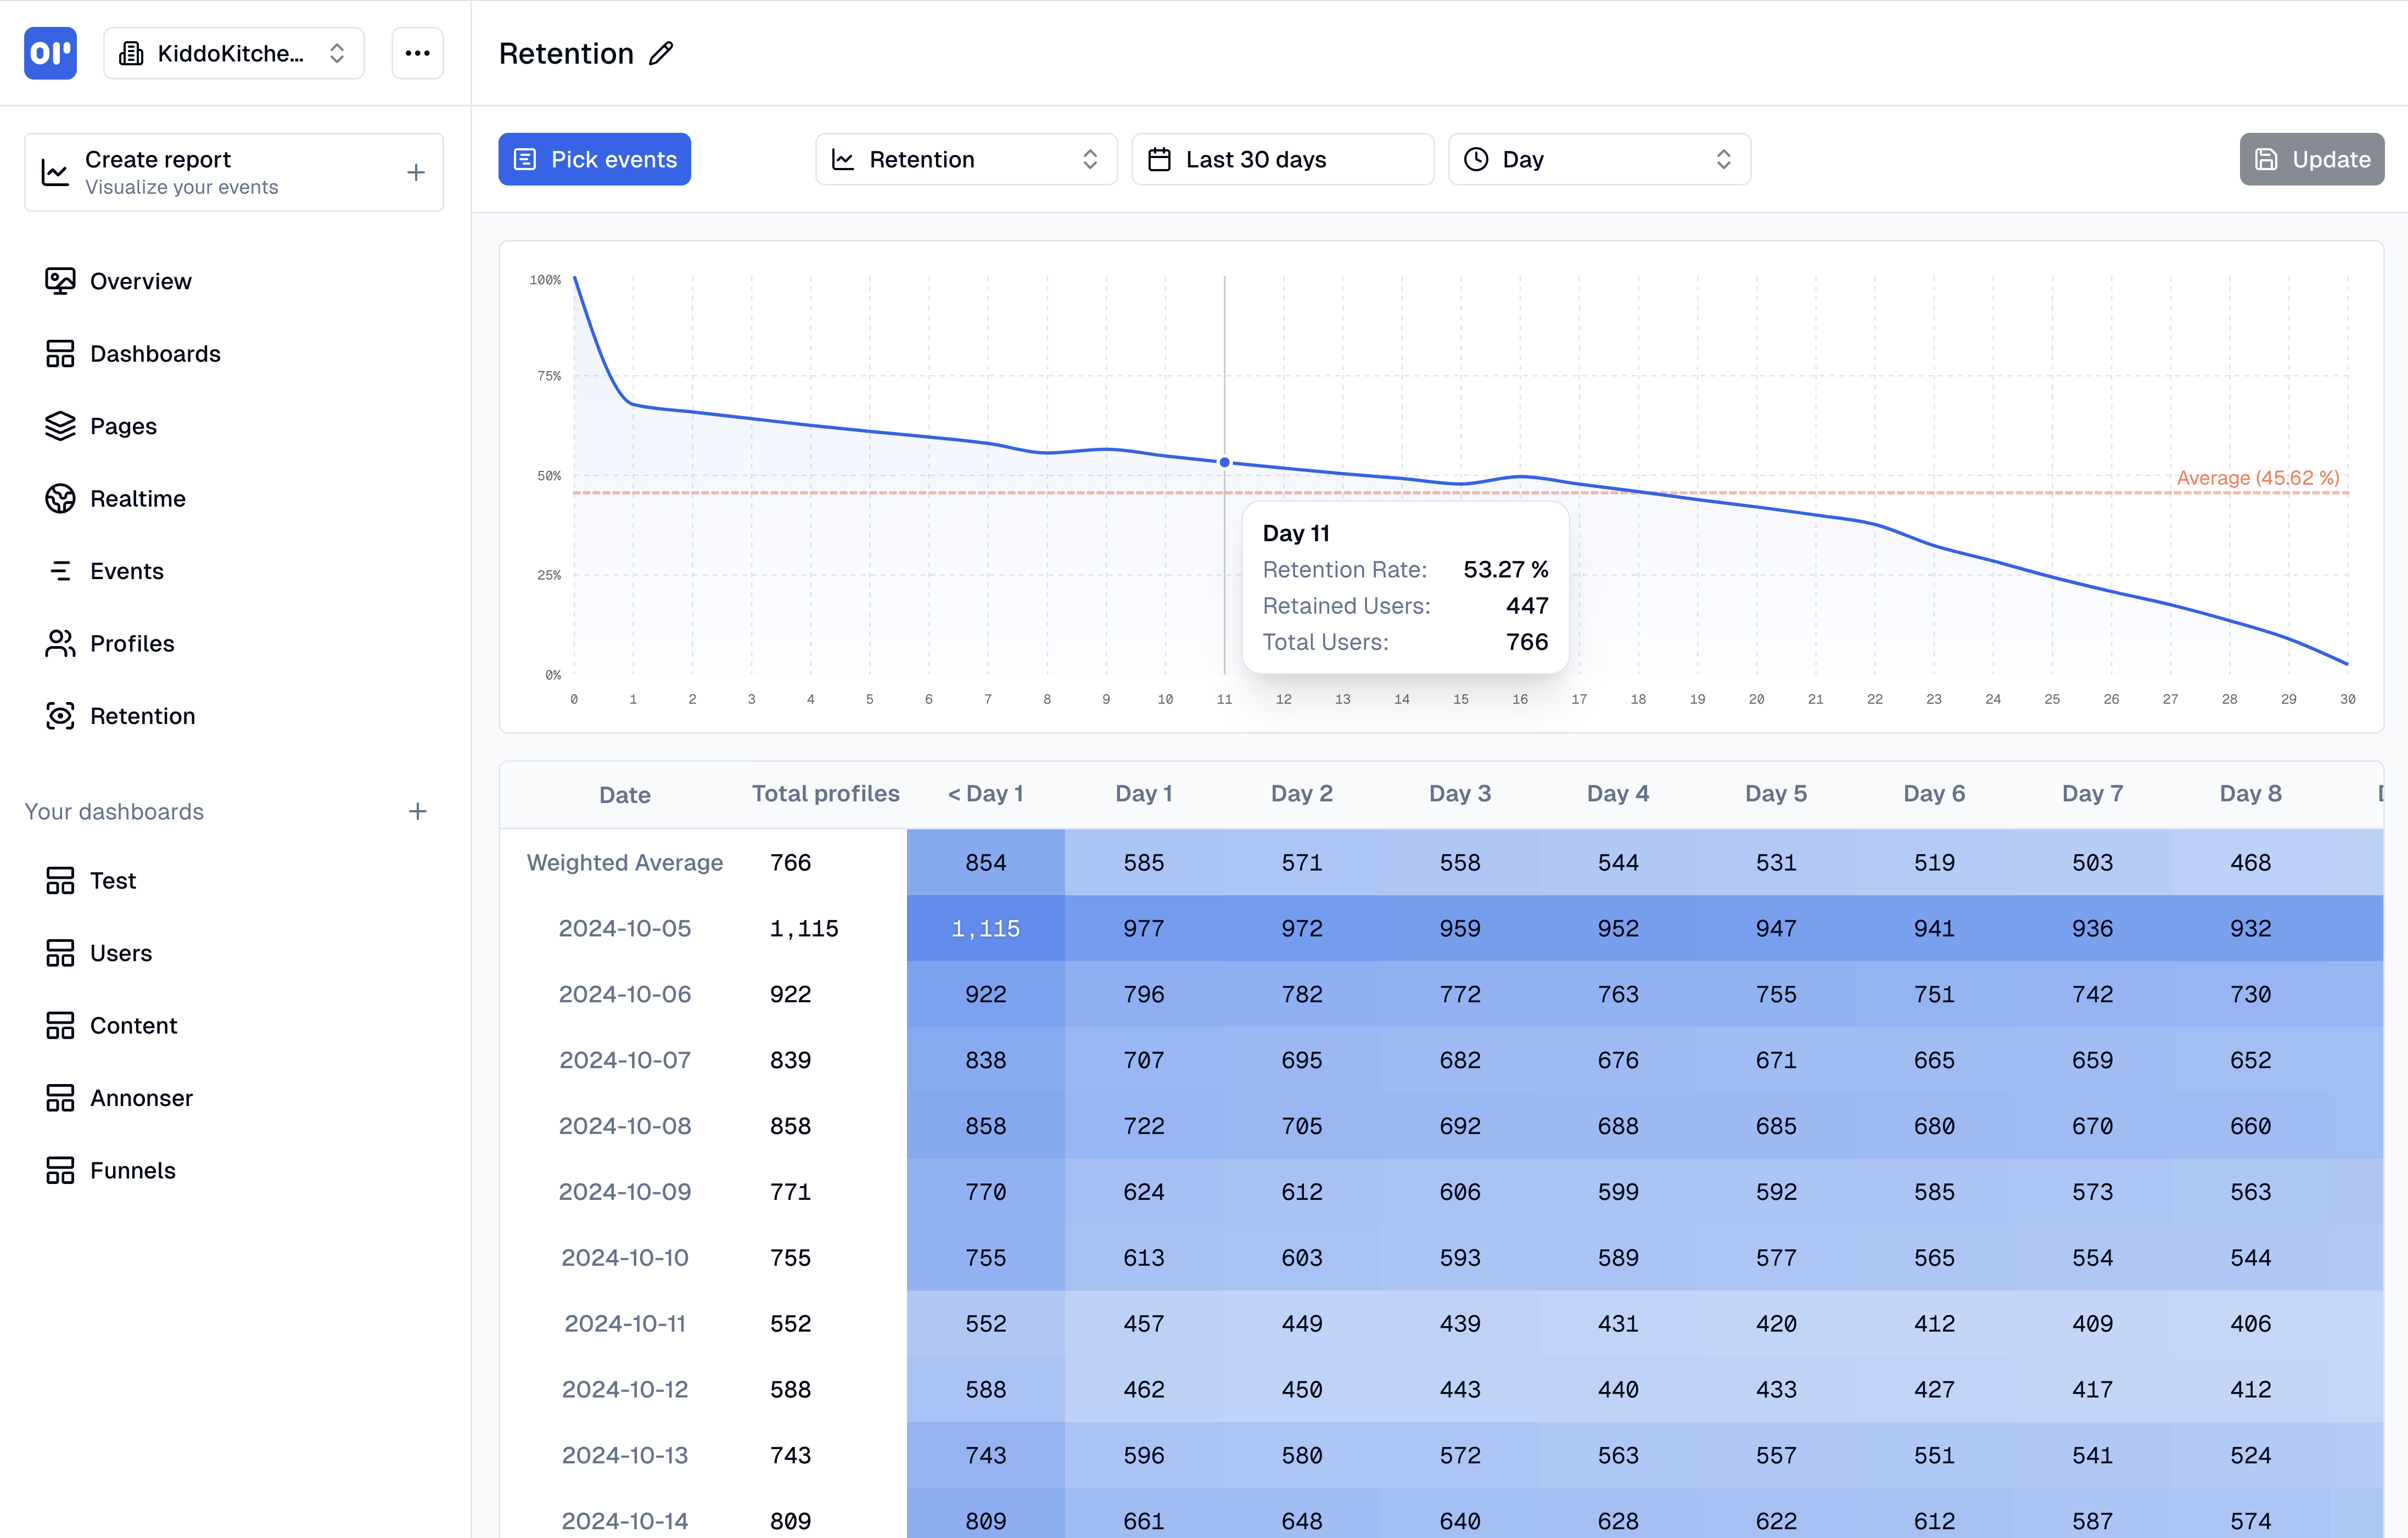 KiddoKitche...
Retention
Create report
Visualize your events
Overview
Dashboards
Pages
Realtime
Events
Profiles
Retention
Your dashboards
Test
Users
Content
Annonser
Funnels
Pick events
Retention
Last 30 days
Day
Update
100%
75%
50%
25%
0%
Average (45.62 %)
Day 11
Retention Rate: 53.27 %
Retained Users: 447
Total Users: 766
0 1 2 3 4 5 6 7 8 9 10 11 12 13 14 15 16 17 18 19 20 21 22 23 24 25 26 27 28 29 30
Date Total profiles < Day 1 Day 1 Day 2 Day 3 Day 4 Day 5 Day 6 Day 7 Day 8
Weighted Average 766 854 585 571 558 544 531 519 503 468
2024-10-05 1,115 1,115 977 972 959 952 947 941 936 932
2024-10-06 922 922 796 782 772 763 755 751 742 730
2024-10-07 839 838 707 695 682 676 671 665 659 652
2024-10-08 858 858 722 705 692 688 685 680 670 660
2024-10-09 771 770 624 612 606 599 592 585 573 563
2024-10-10 755 755 613 603 593 589 577 565 554 544
2024-10-11 552 552 457 449 439 431 420 412 409 406
2024-10-12 588 588 462 450 443 440 433 427 417 412
2024-10-13 743 743 596 580 572 563 557 551 541 524
2024-10-14 809 809 661 648 640 628 622 612 587 574